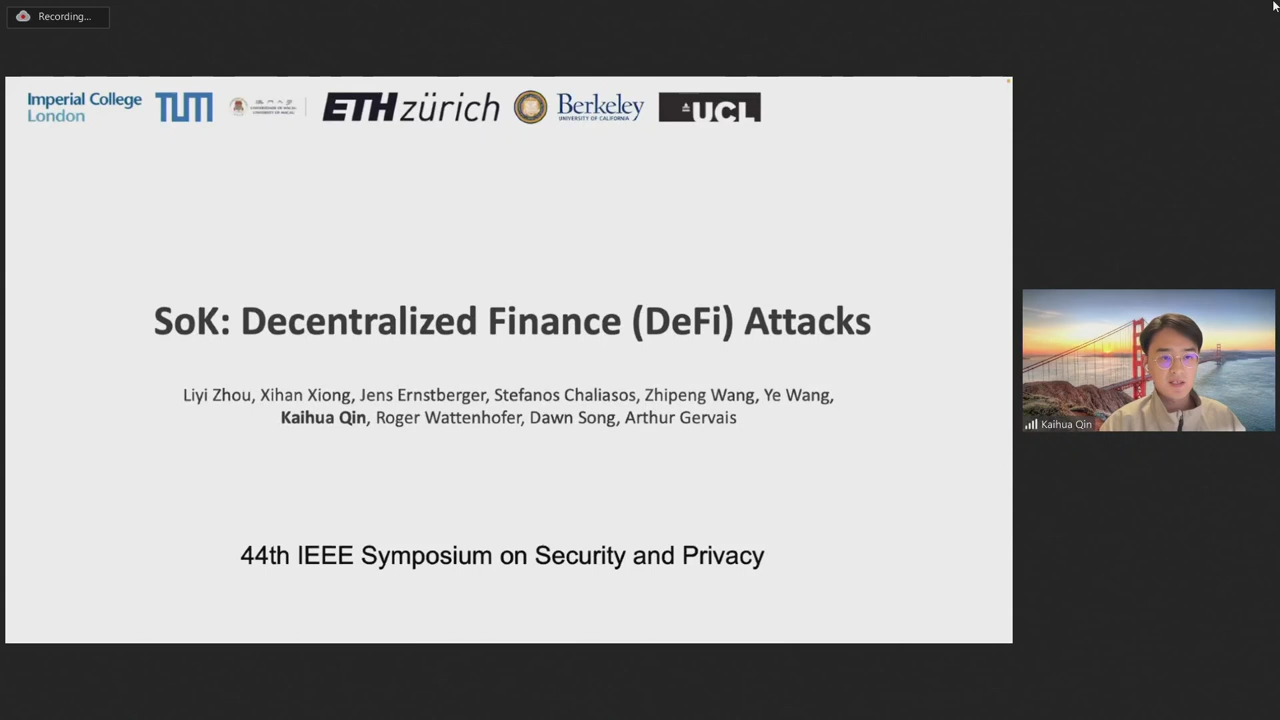 Recording...
Imperial College
London
TUM
ETH zürich
Berkeley
UNIVERSITY OF CALIFORNIA
UCL
SoK: Decentralized Finance (DeFi) Attacks
Liyi Zhou, Xihan Xiong, Jens Ernstberger, Stefanos Chaliasos, Zhipeng Wang, Ye Wang,
Kaihua Qin, Roger Wattenhofer, Dawn Song, Arthur Gervais
44th IEEE Symposium on Security and Privacy
Kaihua Qin